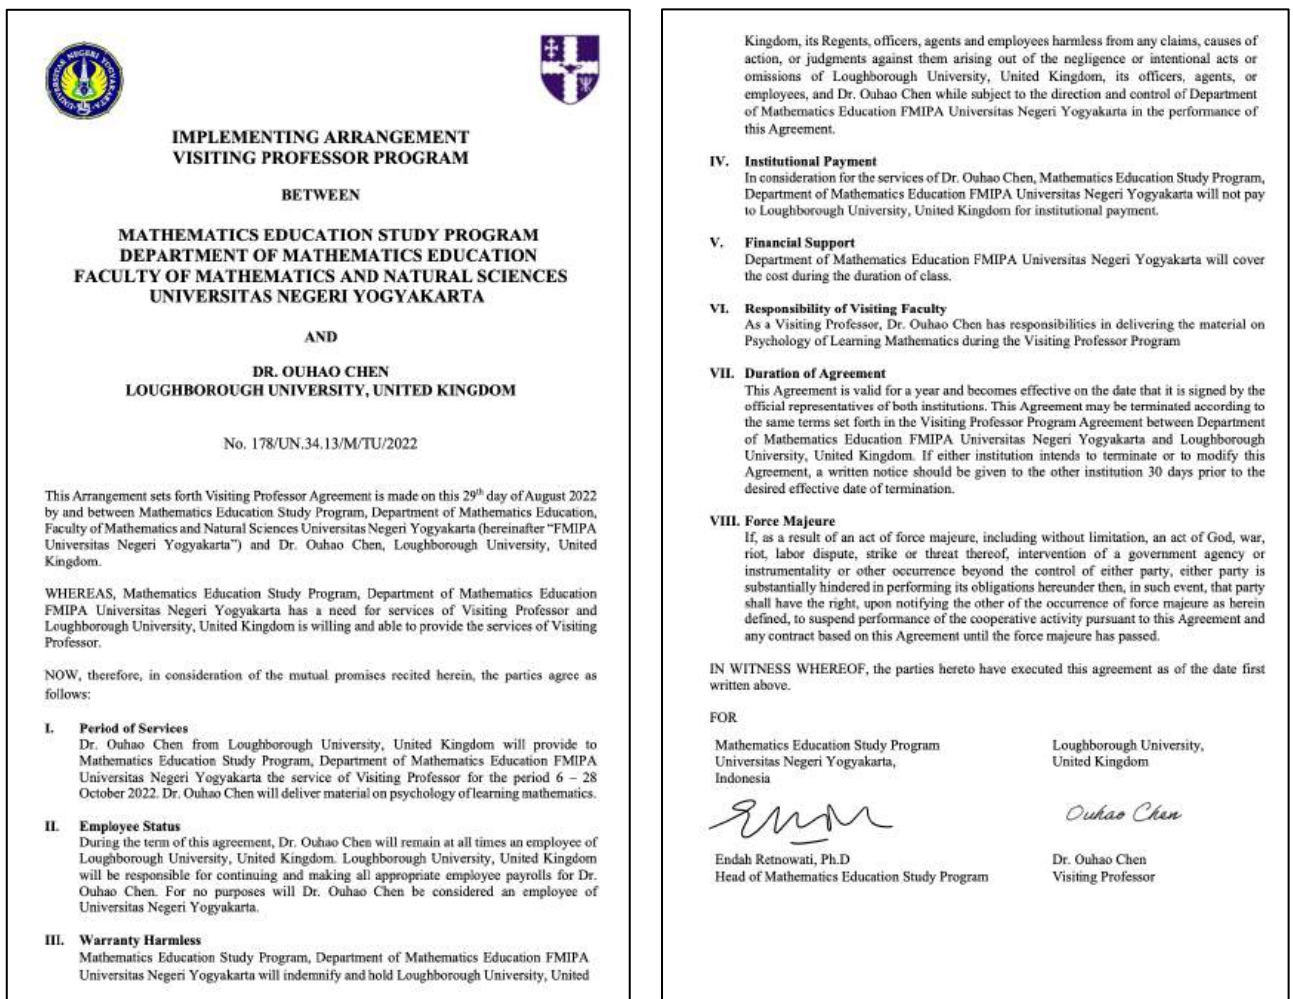 UNIVERSITAS NEGERI YOGYAKARTA
IMPLEMENTING ARRANGEMENT
VISITING PROFESSOR PROGRAM
BETWEEN
MATHEMATICS EDUCATION STUDY PROGRAM
DEPARTMENT OF MATHEMATICS EDUCATION
FACULTY OF MATHEMATICS AND NATURAL SCIENCES
UNIVERSITAS NEGERI YOGYAKARTA
AND
DR. OUHAO CHEN
LOUGHBOROUGH UNIVERSITY, UNITED KINGDOM
No. 178/UN.34.13/M/TU/2022
This Arrangement sets forth Visiting Professor Agreement is made on this 29th day of August 2022
by and between Mathematics Education Study Program, Department of Mathematics Education,
Faculty of Mathematics and Natural Sciences Universitas Negeri Yogyakarta (hereinafter “FMIPA
Universitas Negeri Yogyakarta”) and Dr. Ouhao Chen, Loughborough University, United
Kingdom.
WHEREAS, Mathematics Education Study Program, Department of Mathematics Education
FMIPA Universitas Negeri Yogyakarta has a need for services of Visiting Professor and
Loughborough University, United Kingdom is willing and able to provide the services of Visiting
Professor.
NOW, therefore, in consideration of the mutual promises recited herein, the parties agree as
follows:
I. Period of Services
Dr. Ouhao Chen from Loughborough University, United Kingdom will provide to
Mathematics Education Study Program, Department of Mathematics Education FMIPA
Universitas Negeri Yogyakarta the service of Visiting Professor for the period 6 – 28
October 2022. Dr. Ouhao Chen will deliver material on psychology of learning mathematics.
II. Employee Status
During the term of this agreement, Dr. Ouhao Chen will remain at all times an employee of
Loughborough University, United Kingdom. Loughborough University, United Kingdom
will be responsible for continuing and making all appropriate employee payrolls for Dr.
Ouhao Chen. For no purposes will Dr. Ouhao Chen be considered an employee of
Universitas Negeri Yogyakarta.
III. Warranty Harmless
Mathematics Education Study Program, Department of Mathematics Education FMIPA
Universitas Negeri Yogyakarta will indemnify and hold Loughborough University, United
Kingdom, its Regents, officers, agents and employees harmless from any claims, causes of
action, or judgments against them arising out of the negligence or intentional acts or
omissions of Loughborough University, United Kingdom, its officers, agents, or
employees, and Dr. Ouhao Chen while subject to the direction and control of Department
of Mathematics Education FMIPA Universitas Negeri Yogyakarta in the performance of
this Agreement.
IV. Institutional Payment
In consideration for the services of Dr. Ouhao Chen, Mathematics Education Study Program,
Department of Mathematics Education FMIPA Universitas Negeri Yogyakarta will not pay
to Loughborough University, United Kingdom for institutional payment.
V. Financial Support
Department of Mathematics Education FMIPA Universitas Negeri Yogyakarta will cover
the cost during the duration of class.
VI. Responsibility of Visiting Faculty
As a Visiting Professor, Dr. Ouhao Chen has responsibilities in delivering the material on
Psychology of Learning Mathematics during the Visiting Professor Program
VII. Duration of Agreement
This Agreement is valid for a year and becomes effective on the date that it is signed by the
official representatives of both institutions. This Agreement may be terminated according to
the same terms set forth in the Visiting Professor Program Agreement between Department
of Mathematics Education FMIPA Universitas Negeri Yogyakarta and Loughborough
University, United Kingdom. If either institution intends to terminate or to modify this
Agreement, a written notice should be given to the other institution 30 days prior to the
desired effective date of termination.
VIII. Force Majeure
If, as a result of an act of force majeure, including without limitation, an act of God, war,
riot, labor dispute, strike or threat thereof, intervention of a government agency or
instrumentality or other occurrence beyond the control of either party, either party is
substantially hindered in performing its obligations hereunder then, in such event, that party
shall have the right, upon notifying the other of the occurrence of force majeure as herein
defined, to suspend performance of the cooperative activity pursuant to this Agreement and
any contract based on this Agreement until the force majeure has passed.
IN WITNESS WHEREOF, the parties hereto have executed this agreement as of the date first
written above.
FOR
Mathematics Education Study Program
Universitas Negeri Yogyakarta,
Indonesia
Endah Retnowati, Ph.D
Head of Mathematics Education Study Program
Loughborough University,
United Kingdom
Ouhao Chen
Dr. Ouhao Chen
Visiting Professor